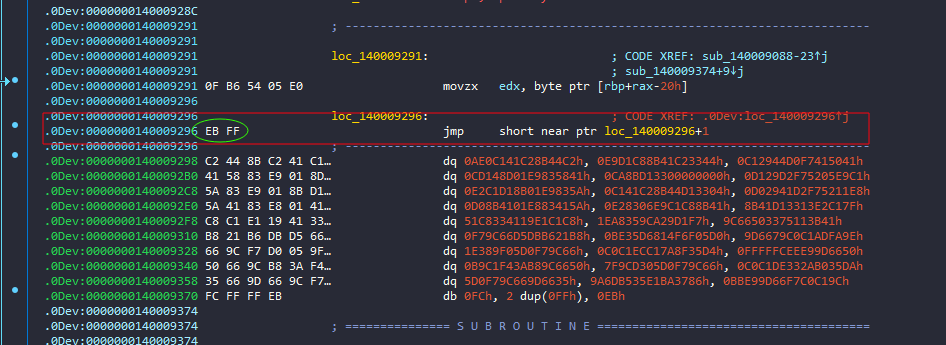 .0Dev:000000014000928C
.0Dev:0000000140009291 ; ---------------------------------------------------------------------------
.0Dev:0000000140009291
.0Dev:0000000140009291 loc_140009291: ; CODE XREF: sub_140009088-23↑j
.0Dev:0000000140009291 ; sub_140009374+9↓j
.0Dev:0000000140009291 0F B6 54 05 E0 movzx edx, byte ptr [rbp+rax-20h]
.0Dev:0000000140009296
.0Dev:0000000140009296 loc_140009296: ; CODE XREF: .0Dev:loc_140009296↑j
.0Dev:0000000140009296 EB FF jmp short near ptr loc_140009296+1
.0Dev:0000000140009296 ; ---------------------------------------------------------------------------
.0Dev:0000000140009298 C2 44 8B C2 41 C1… dq 0AE0C141C28B44C2h, 0E9D1C88B41C23344h, 0C12944D0F7415041h
.0Dev:00000001400092B0 41 58 83 E9 01 8D… dq 0CD148D01E9835841h, 0CA8BD13300000000h, 0D129D2F75205E9C1h
.0Dev:00000001400092C8 5A 83 E9 01 8B D1… dq 0E2C1D18B01E9835Ah, 0C141C28B44D13304h, 0D02941D2F75211E8h
.0Dev:00000001400092E0 5A 41 83 E8 01 41… dq 0D08B4101E883415Ah, 0E28306E9C1C88B41h, 8B41D13313E2C17Fh
.0Dev:00000001400092F8 C8 C1 E1 19 41 33… dq 51C8334119E1C1C8h, 1EA8359CA29D1F7h, 9C66503375113B41h
.0Dev:0000000140009310 B8 21 B6 DB D5 66… dq 0F79C66D5DBB621B8h, 0BE35D6814F6F05D0h, 9D6679C0C1ADFA9Eh
.0Dev:0000000140009328 66 9C F7 D0 05 9F… dq 1E389F05D0F79C66h, 0C0C1ECC17A8F35D4h, 0FFFFFCEEE99D6650h
.0Dev:0000000140009340 50 66 9C B8 3A F4… dq 0B9C1F43AB89C6650h, 7F9CD305D0F79C66h, 0C0C1DE332AB035DAh
.0Dev:0000000140009358 35 66 9D 66 9C F7… dq 5D0F79C669D6635h, 9A6DB535E1BA3786h, 0BBE99D66F7C0C19Ch
.0Dev:0000000140009370 FC FF FF EB db 0FCh, 2 dup(0FFh), 0EBh
.0Dev:0000000140009374
.0Dev:0000000140009374 ; =============== S U B R O U T I N E =======================================
.0Dev:0000000140009374